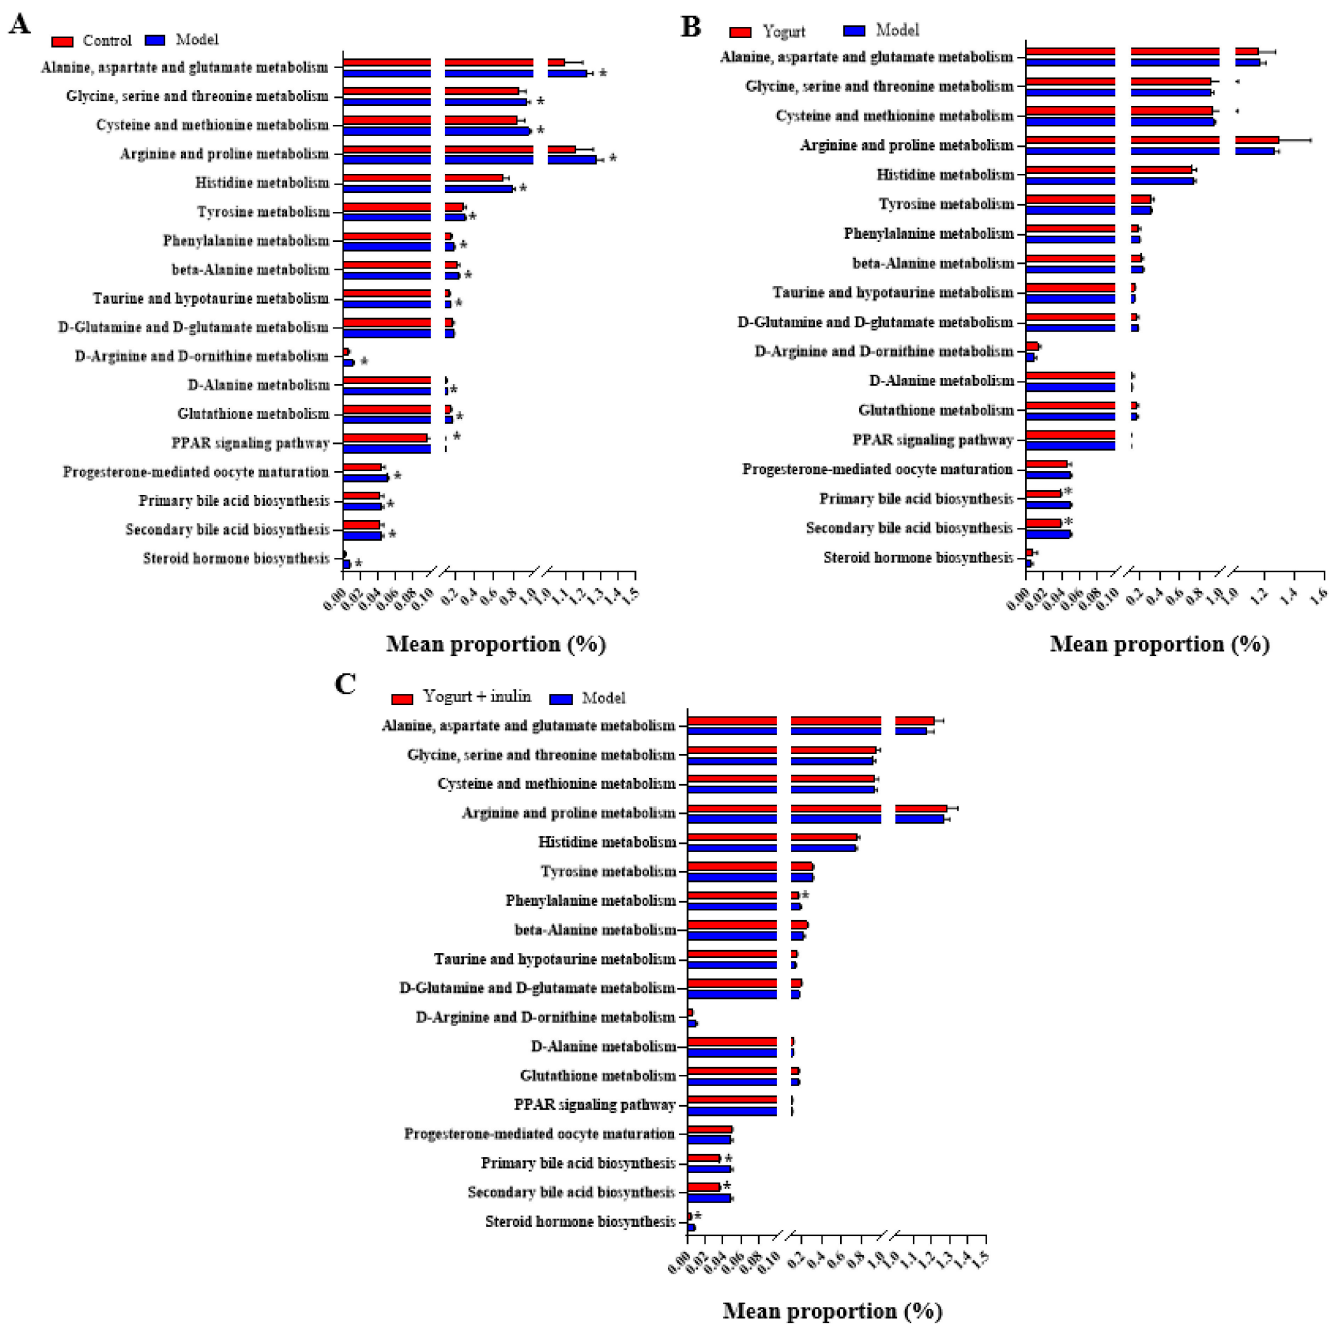 A
Control Model
Alanine, aspartate and glutamate metabolism
*
Glycine, serine and threonine metabolism
*
Cysteine and methionine metabolism
*
Arginine and proline metabolism
*
Histidine metabolism
*
Tyrosine metabolism
*
Phenylalanine metabolism
*
beta-Alanine metabolism
*
Taurine and hypotaurine metabolism
*
D-Glutamine and D-glutamate metabolism
D-Arginine and D-ornithine metabolism
*
D-Alanine metabolism
*
Glutathione metabolism
*
PPAR signaling pathway
*
Progesterone-mediated oocyte maturation
*
Primary bile acid biosynthesis
*
Secondary bile acid biosynthesis
*
Steroid hormone biosynthesis
*
0.00 0.02 0.04 0.06 0.08 0.10 0.2 0.4 0.6 0.8 1.0 1.0 1.1 1.2 1.3 1.4 1.5
Mean proportion (%)
B
Yogurt Model
Alanine, aspartate and glutamate metabolism
Glycine, serine and threonine metabolism
Cysteine and methionine metabolism
Arginine and proline metabolism
Histidine metabolism
Tyrosine metabolism
Phenylalanine metabolism
beta-Alanine metabolism
Taurine and hypotaurine metabolism
D-Glutamine and D-glutamate metabolism
D-Arginine and D-ornithine metabolism
D-Alanine metabolism
Glutathione metabolism
PPAR signaling pathway
Progesterone-mediated oocyte maturation
Primary bile acid biosynthesis
*
Secondary bile acid biosynthesis
*
Steroid hormone biosynthesis
0.00 0.02 0.04 0.06 0.08 0.10 0.2 0.4 0.6 0.8 1.0 1.0 1.2 1.4 1.6
Mean proportion (%)
C
Yogurt + inulin Model
Alanine, aspartate and glutamate metabolism
Glycine, serine and threonine metabolism
Cysteine and methionine metabolism
Arginine and proline metabolism
Histidine metabolism
Tyrosine metabolism
Phenylalanine metabolism
*
beta-Alanine metabolism
Taurine and hypotaurine metabolism
D-Glutamine and D-glutamate metabolism
D-Arginine and D-ornithine metabolism
D-Alanine metabolism
Glutathione metabolism
PPAR signaling pathway
Progesterone-mediated oocyte maturation
Primary bile acid biosynthesis
*
Secondary bile acid biosynthesis
*
Steroid hormone biosynthesis
*
0.00 0.02 0.04 0.06 0.08 0.10 0.2 0.4 0.6 0.8 1.0 1.0 1.1 1.2 1.3 1.4 1.5
Mean proportion (%)